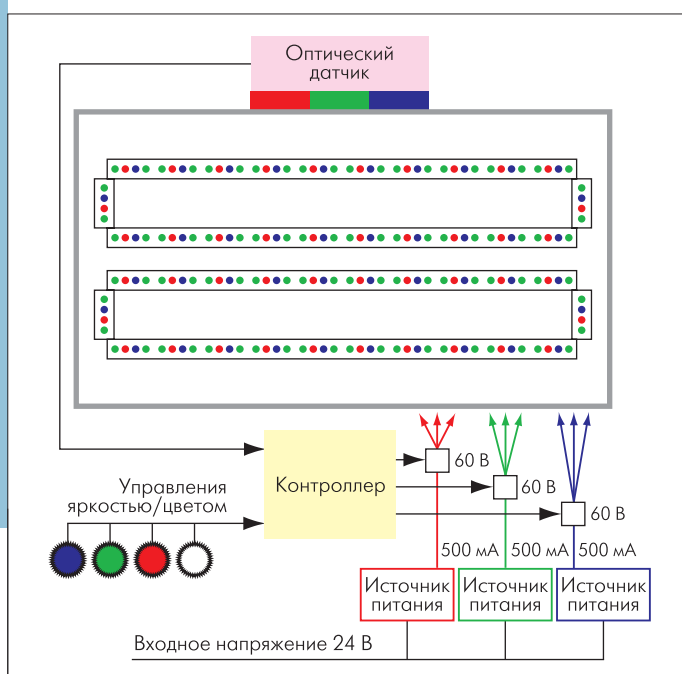 Оптический
датчик
Управления
яркостью/цветом
Контроллер
60 В
60 В
60 В
500 мА
500 мА
500 мА
Источник
питания
Источник
питания
Источник
питания
Входное напряжение 24 В